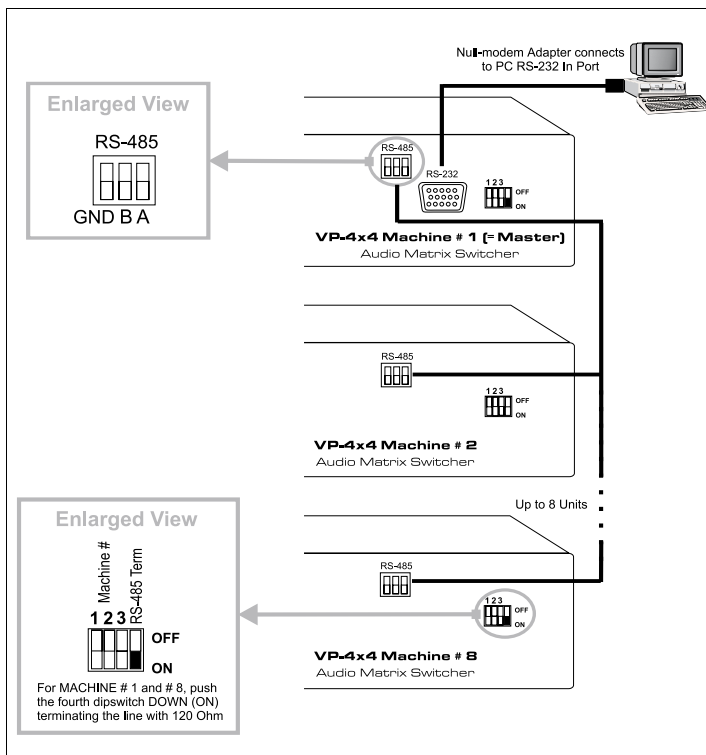 Null-modem Adapter connects
to PC RS-232 In Port
Enlarged View
RS-485
GND B A
RS-485
RS-232
1 2 3
OFF
ON
VP-4x4 Machine # 1 (= Master)
Audio Matrix Switcher
RS-485
1 2 3
OFF
ON
VP-4x4 Machine # 2
Audio Matrix Switcher
Up to 8 Units
Enlarged View
Machine #
RS-485 Term
1 2 3
OFF
ON
For MACHINE # 1 and # 8, push
the fourth dipswitch DOWN (ON)
terminating the line with 120 Ohm
RS-485
1 2 3
OFF
ON
VP-4x4 Machine # 8
Audio Matrix Switcher